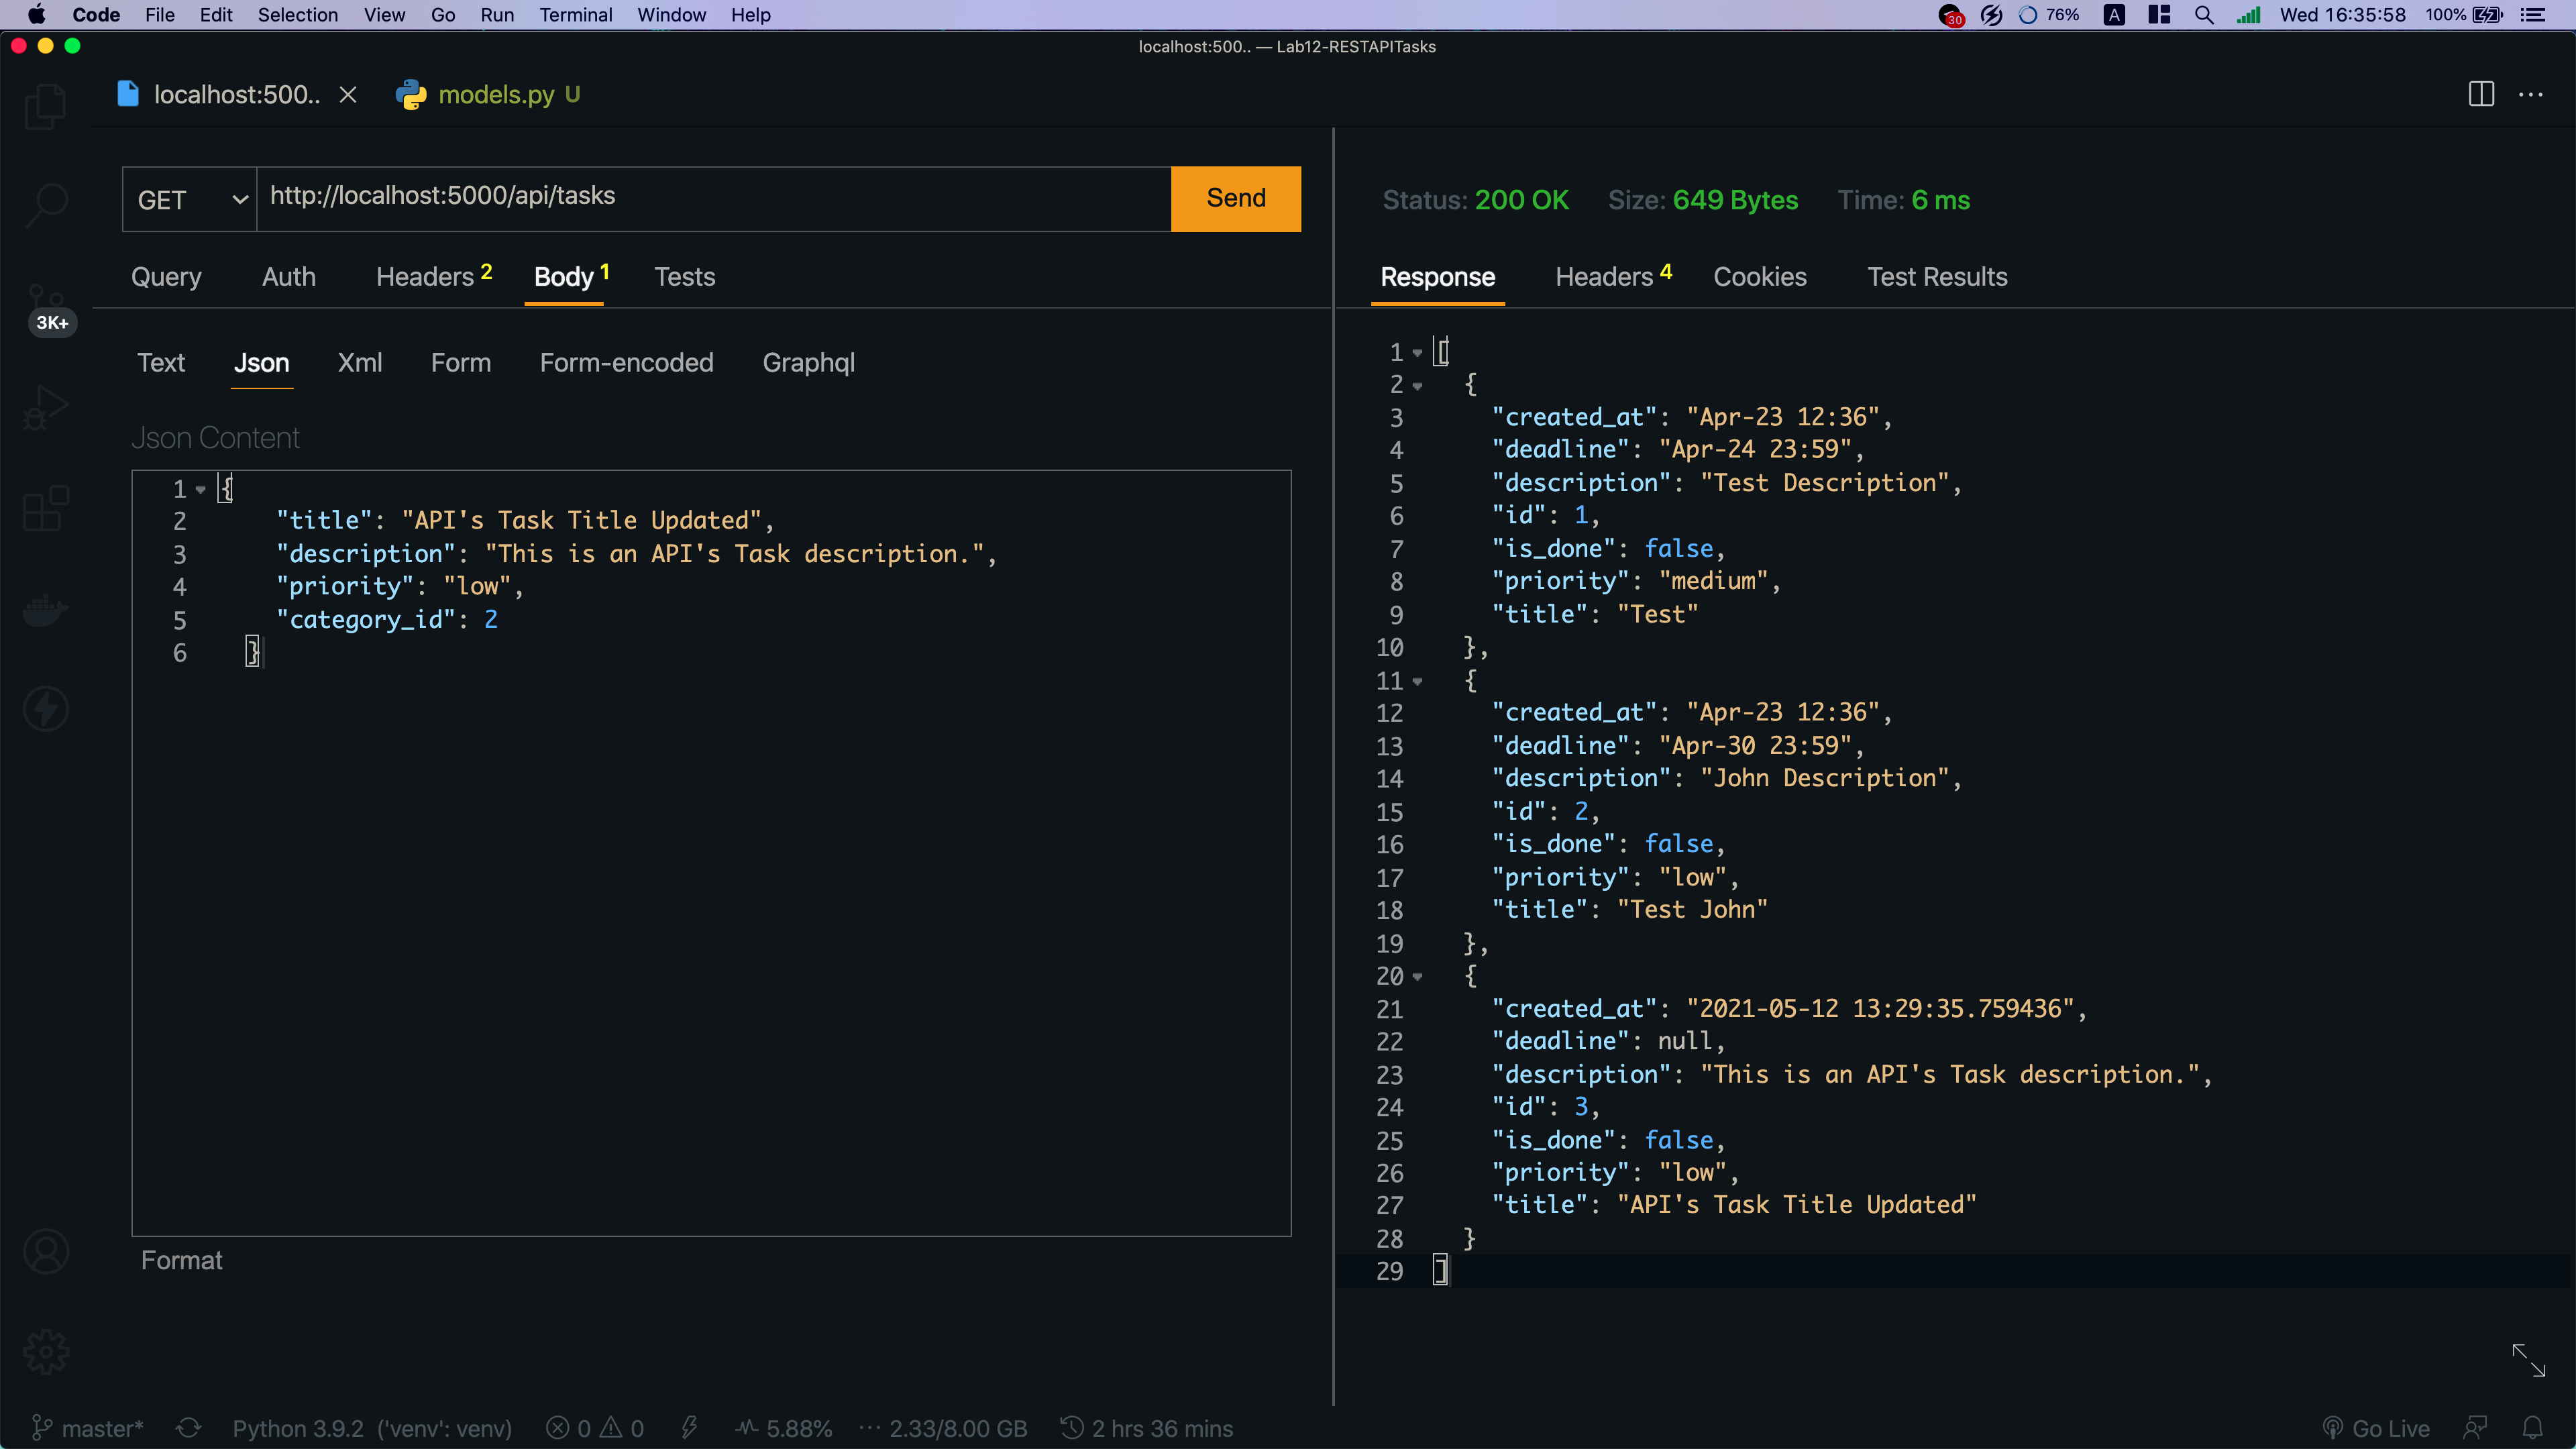 Code File Edit Selection View Go Run Terminal Window Help
30 76% A Wed 16:35:58 100%
localhost:500.. — Lab12-RESTAPITasks
localhost:500.. models.py U
GET http://localhost:5000/api/tasks Send
Query Auth Headers 2 Body 1 Tests
3K+
Text Json Xml Form Form-encoded Graphql
Json Content
1 {
2 "title": "API's Task Title Updated",
3 "description": "This is an API's Task description.",
4 "priority": "low",
5 "category_id": 2
6 }
Format
Status: 200 OK Size: 649 Bytes Time: 6 ms
Response Headers 4 Cookies Test Results
1 [
2 {
3 "created_at": "Apr-23 12:36",
4 "deadline": "Apr-24 23:59",
5 "description": "Test Description",
6 "id": 1,
7 "is_done": false,
8 "priority": "medium",
9 "title": "Test"
10 },
11 {
12 "created_at": "Apr-23 12:36",
13 "deadline": "Apr-30 23:59",
14 "description": "John Description",
15 "id": 2,
16 "is_done": false,
17 "priority": "low",
18 "title": "Test John"
19 },
20 {
21 "created_at": "2021-05-12 13:29:35.759436",
22 "deadline": null,
23 "description": "This is an API's Task description.",
24 "id": 3,
25 "is_done": false,
26 "priority": "low",
27 "title": "API's Task Title Updated"
28 }
29 ]
master* Python 3.9.2 ('venv': venv) 0 0 5.88% ··· 2.33/8.00 GB 2 hrs 36 mins Go Live